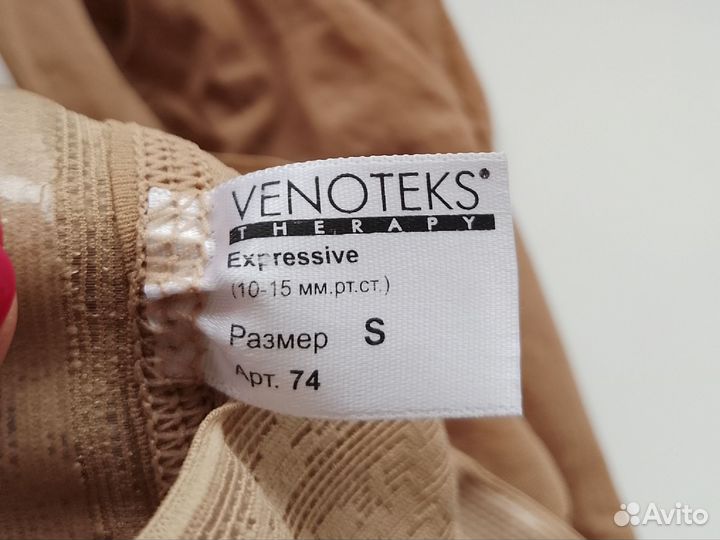 VENOTEKS®
THERAPY
Expressive
(10-15 мм.рт.ст.)
Размер S
Арт. 74
Avito